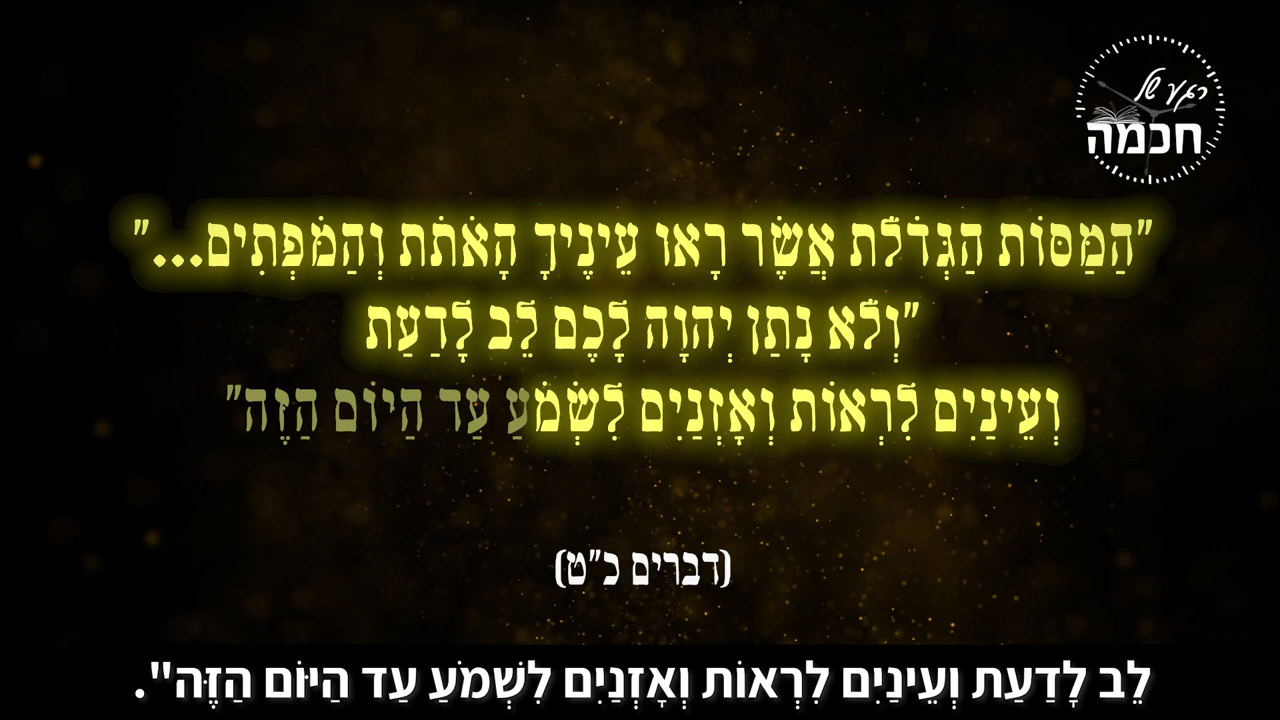 רגע של
חכמה
"הַמַּסּוֹת הַגְּדֹלֹת אֲשֶׁר רָאוּ עֵינֶיךָ הָאֹתֹת וְהַמֹּפְתִים..."
"וְלֹא נָתַן יְהוָה לָכֶם לֵב לָדַעַת
וְעֵינַיִם לִרְאוֹת וְאָזְנַיִם לִשְׁמֹעַ עַד הַיּוֹם הַזֶּה"
(דברים כ"ט)
לֵב לָדַעַת וְעֵינַיִם לִרְאוֹת וְאָזְנַיִם לִשְׁמֹעַ עַד הַיּוֹם הַזֶּה".